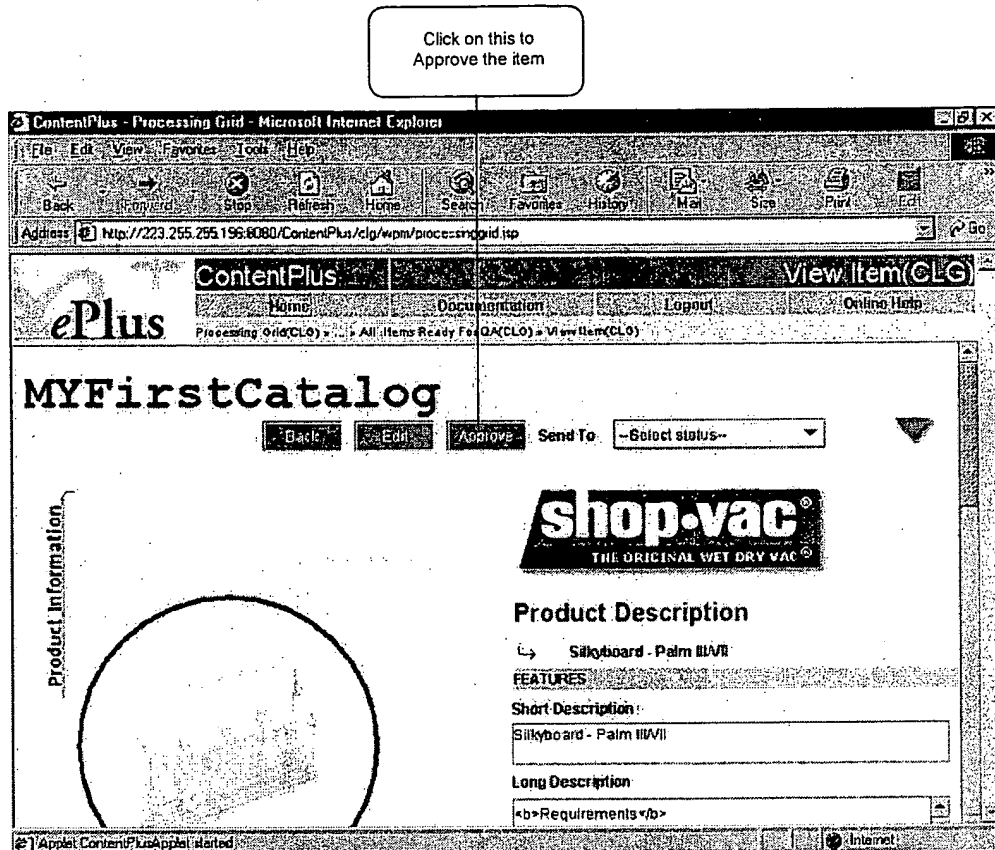 Click on this to
Approve the item
ContentPlus - Processing Grid - Microsoft Internet Explorer
File Edit View Favorites Tools Help
Back Forward Stop Refresh Home Search Favorites History Mail Size Print Edit
Address http://223.255.255.196:8080/ContentPlus/clg/wpm/processinggrid.jsp Go
ePlus
ContentPlus View Item(CLG)
Home Documentation Logout Online Help
Processing Grid(CLG) » ... » All Items Ready For QA(CLG) » View Item(CLG)
MYFirstCatalog
Back Edit Approve Send To --Select status--
Product Information
shop•vac®
THE ORIGINAL WET DRY VAC®
Product Description
Silkyboard - Palm III/VII
FEATURES
Short Description:
Silkyboard - Palm III/VII
Long Description
<b>Requirements</b>
Applet ContentPlusApplet started Internet